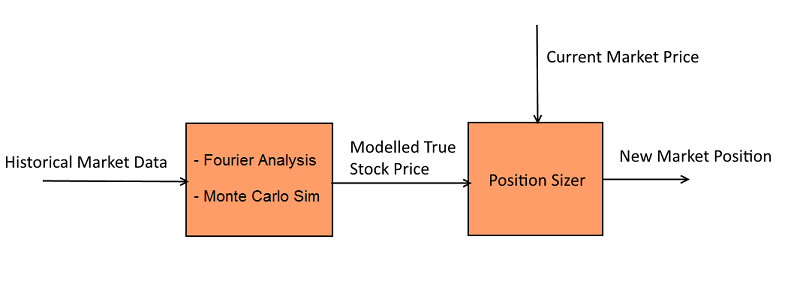 Current Market Price
Historical Market Data
- Fourier Analysis
- Monte Carlo Sim
Modelled True
Stock Price
Position Sizer
New Market Position